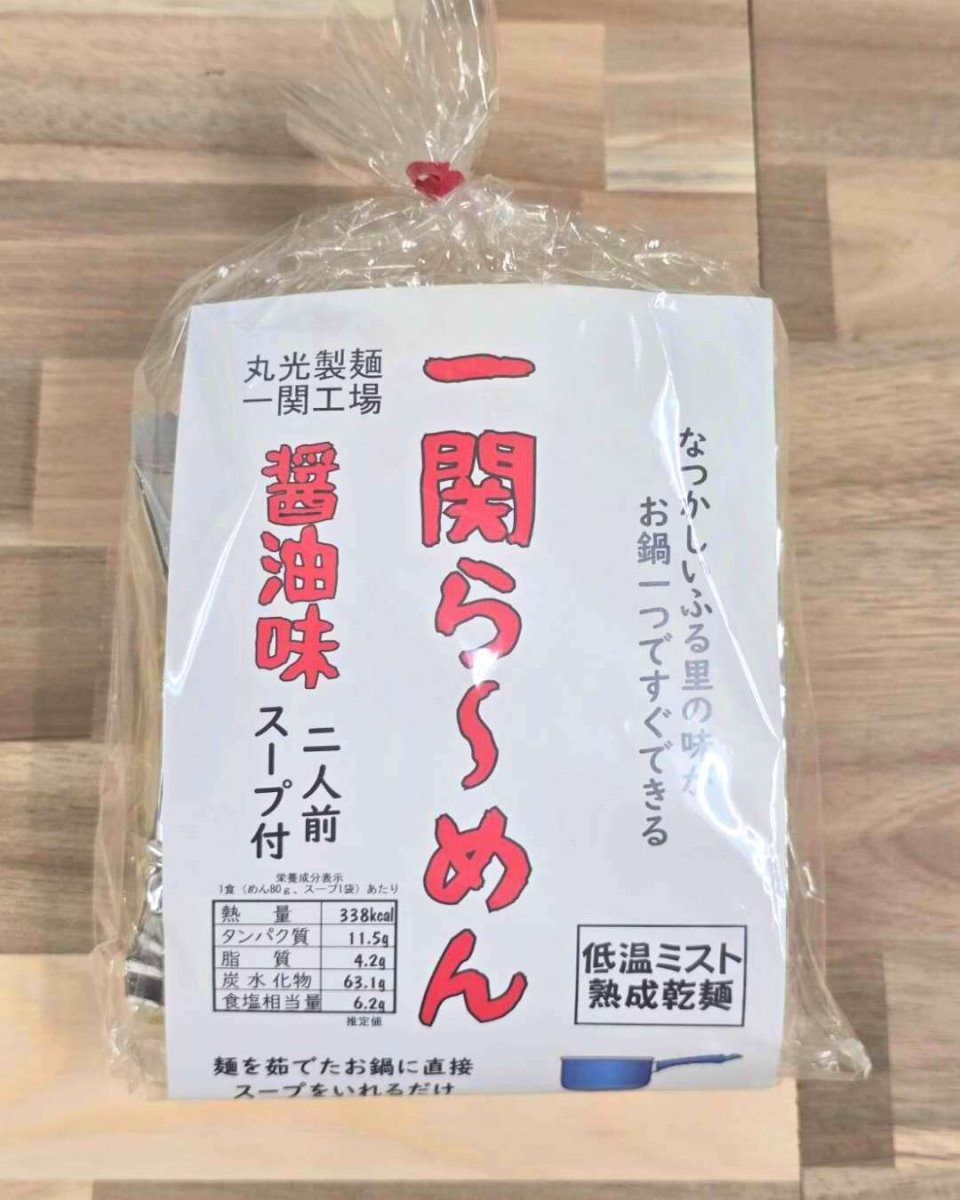 なつかしいふる里の味が
お鍋一つですぐできる
一関ら～めん
丸光製麺
一関工場
醤油味
二人前
スープ付
栄養成分表示
1食（めん80g、スープ1袋）あたり
熱量 338kcal
タンパク質 11.5g
脂質 4.2g
炭水化物 63.1g
食塩相当量 6.2g
推定値
低温ミスト
熟成乾麺
麺を茹でたお鍋に直接
スープをいれるだけ